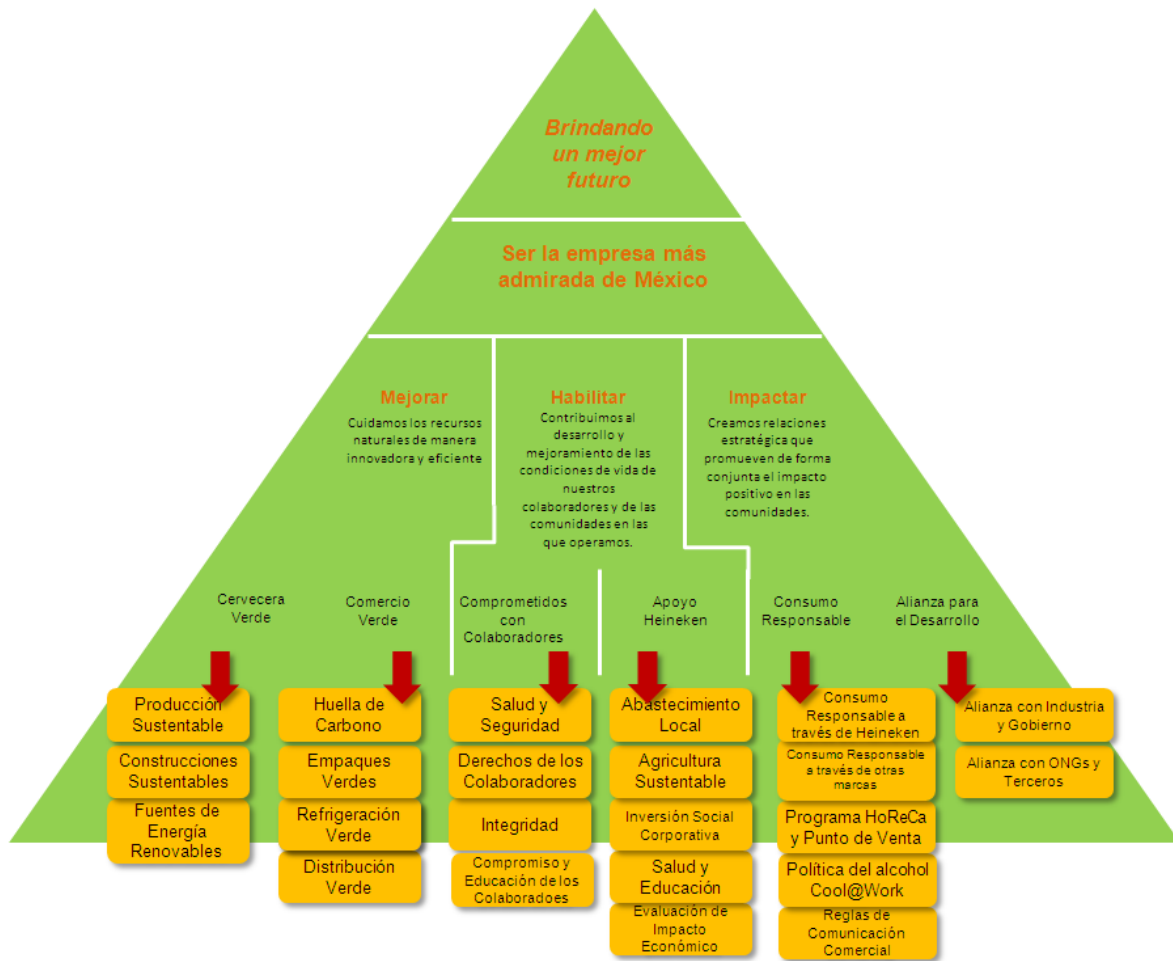 Brindando
un mejor
futuro
Ser la empresa más
admirada de México
Mejorar
Cuidamos los recursos
naturales de manera
innovadora y eficiente
Habilitar
Contribuimos al
desarrollo y
mejoramiento de las
condiciones de vida de
nuestros
colaboradores y de las
comunidades en las
que operamos.
Impactar
Creamos relaciones
estratégica que
promueven de forma
conjunta el impacto
positivo en las
comunidades.
Cervecera
Verde
Comercio
Verde
Comprometidos
con
Colaboradores
Apoyo
Heineken
Consumo
Responsable
Alianza para
el Desarrollo
Producción
Sustentable
Construcciones
Sustentables
Fuentes de
Energía
Renovables
Huella de
Carbono
Empaques
Verdes
Refrigeración
Verde
Distribución
Verde
Salud y
Seguridad
Derechos de los
Colaboradores
Integridad
Compromiso y
Educación de los
Colaboradoes
Abastecimiento
Local
Agricultura
Sustentable
Inversión Social
Corporativa
Salud y
Educación
Evaluación de
Impacto
Económico
Consumo
Responsable a
través de Heineken
Consumo Responsable
a través de otras
marcas
Programa HoReCa
y Punto de Venta
Política del alcohol
Cool@Work
Reglas de
Comunicación
Comercial
Alianza con Industria
y Gobierno
Alianza con ONGs y
Terceros